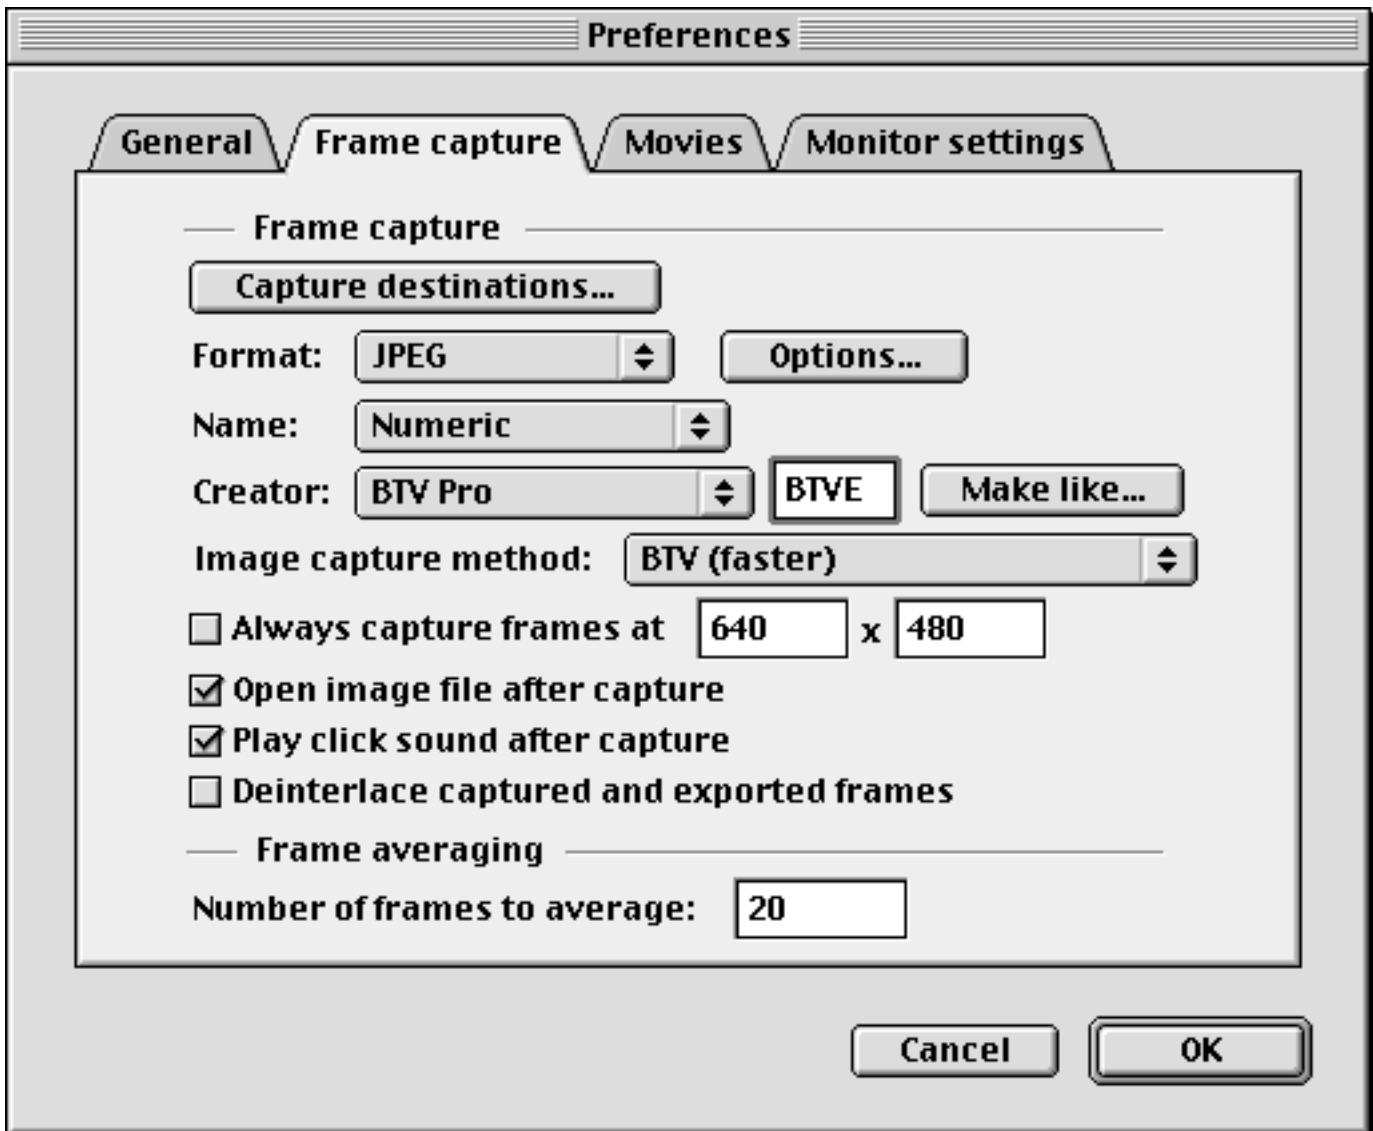 Preferences
General Frame capture Movies Monitor settings
Frame capture
Capture destinations...
Format: JPEG Options...
Name: Numeric
Creator: BTV Pro BTVE Make like...
Image capture method: BTV (faster)
Always capture frames at 640 x 480
Open image file after capture
Play click sound after capture
Deinterlace captured and exported frames
Frame averaging
Number of frames to average: 20
Cancel OK